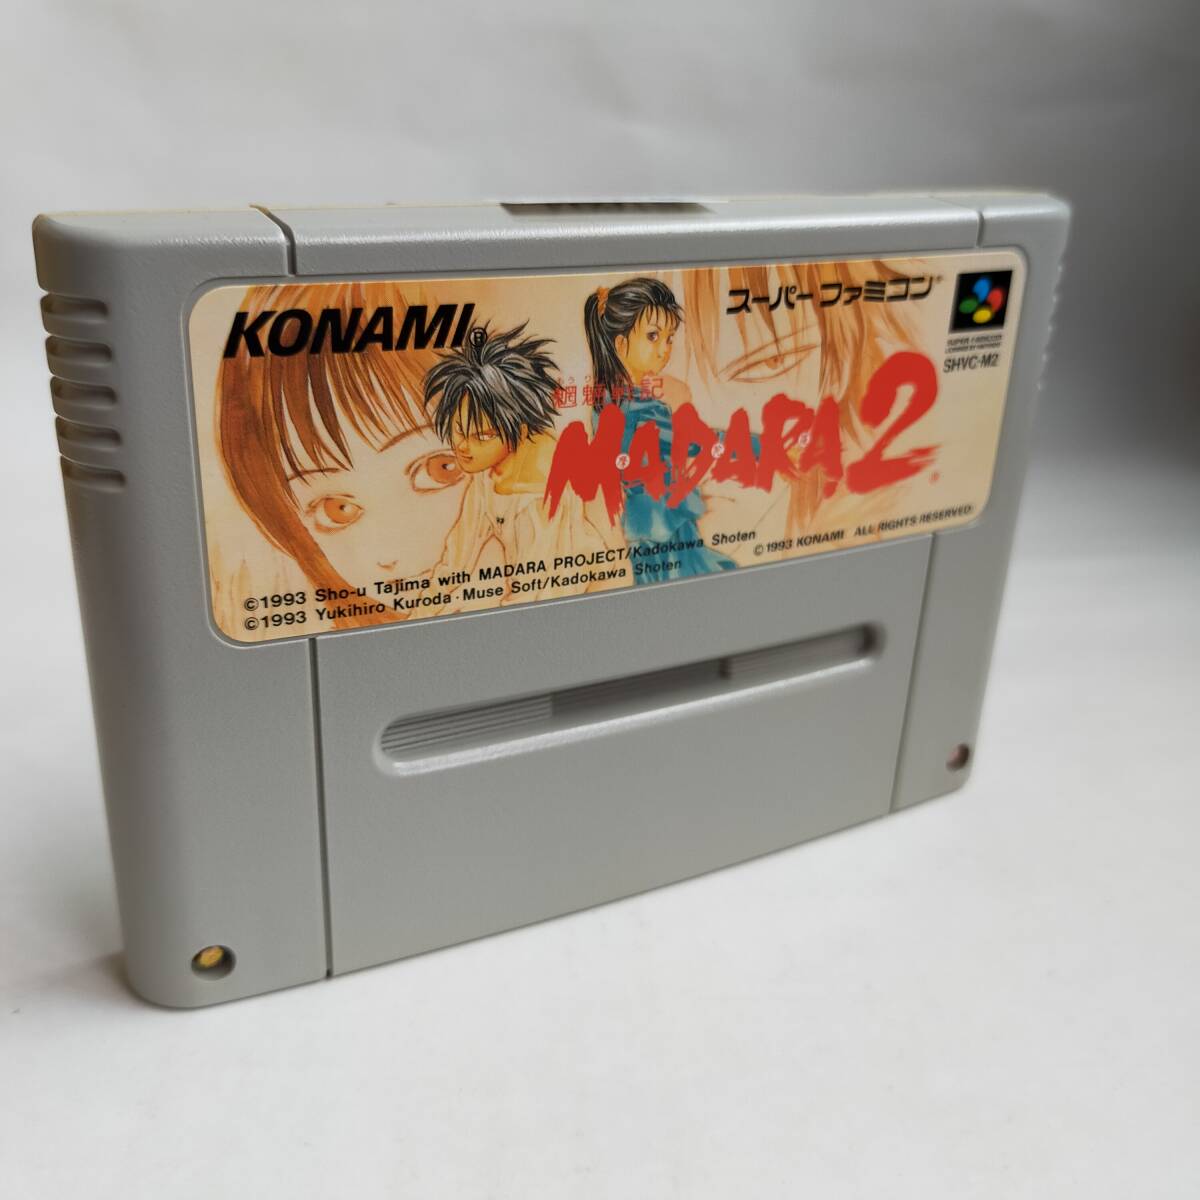 KONAMI®
スーパーファミコン
SUPER FAMICOM
SHVC-M2
魍魎戦記
MADARA2
©1993 Sho-u Tajima with MADARA PROJECT/Kadokawa Shoten
©1993 Yukihiro Kuroda・Muse Soft/Kadokawa Shoten
©1993 KONAMI ALL RIGHTS RESERVED.